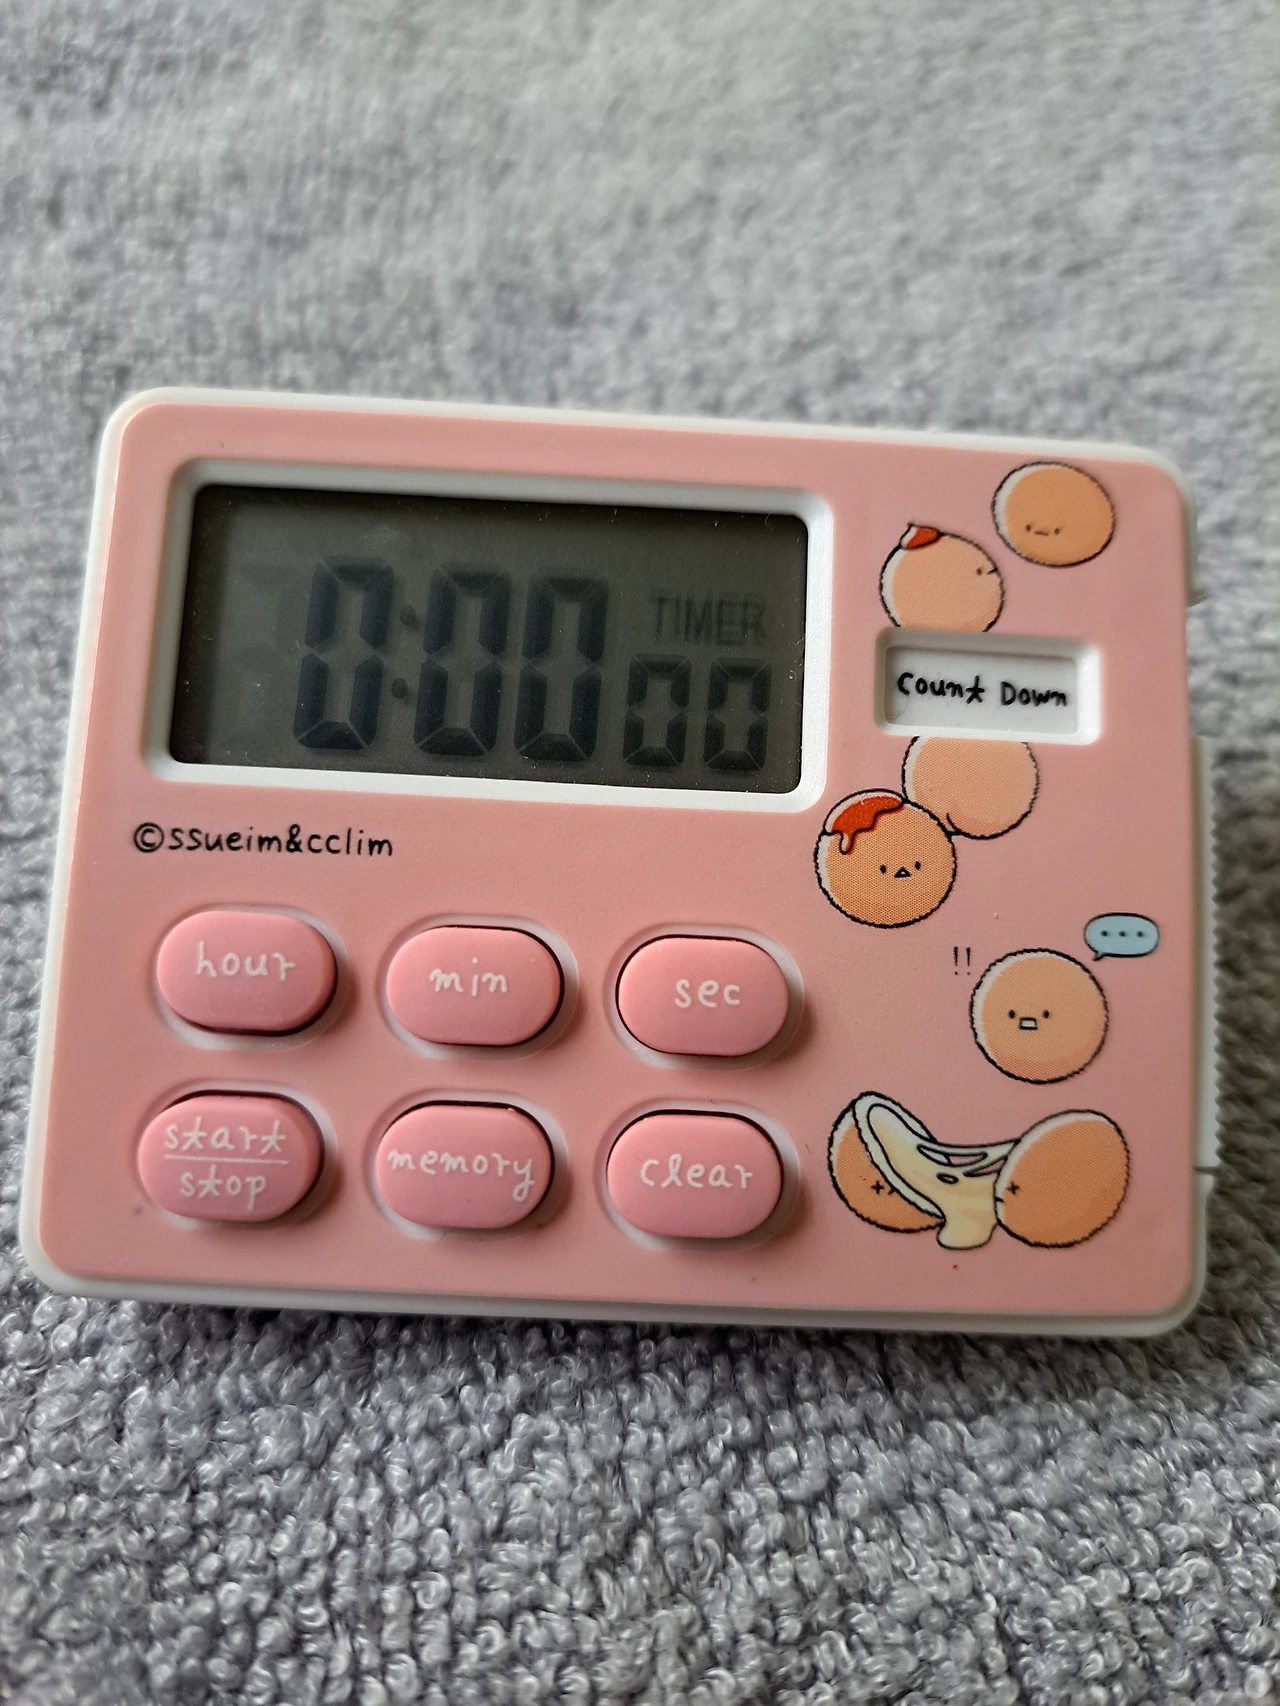 0:00 00
TIMER
Count Down
©ssueim&cclim
hour
min
sec
!!
...
start
stop
memory
clear